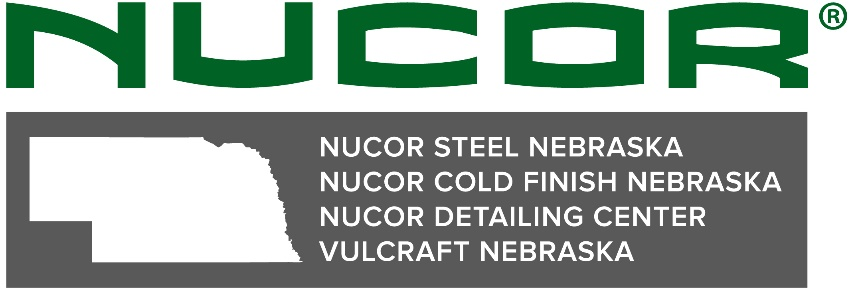 NUCOR®
NUCOR STEEL NEBRASKA
NUCOR COLD FINISH NEBRASKA
NUCOR DETAILING CENTER
VULCRAFT NEBRASKA